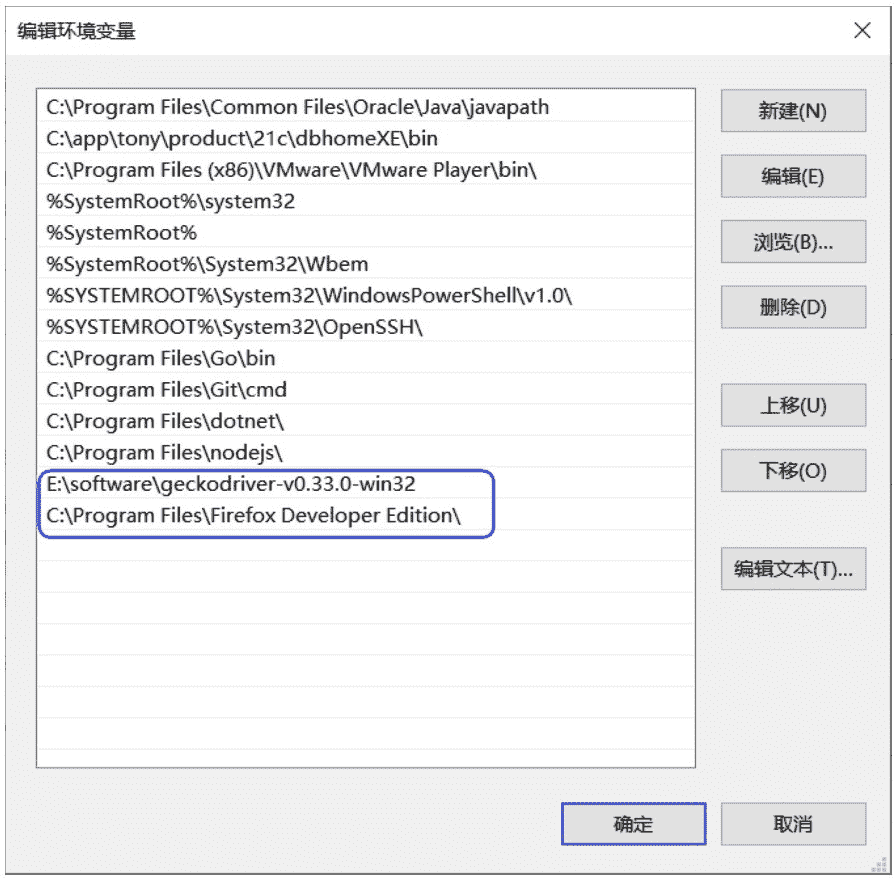 编辑环境变量
C:\Program Files\Common Files\Oracle\Java\javapath
C:\app\tony\product\21c\dbhomeXE\bin
C:\Program Files (x86)\VMware\VMware Player\bin\
%SystemRoot%\system32
%SystemRoot%
%SystemRoot%\System32\Wbem
%SYSTEMROOT%\System32\WindowsPowerShell\v1.0\
%SYSTEMROOT%\System32\OpenSSH\
C:\Program Files\Go\bin
C:\Program Files\Git\cmd
C:\Program Files\dotnet\
C:\Program Files\nodejs\
E:\software\geckodriver-v0.33.0-win32
C:\Program Files\Firefox Developer Edition\
新建(N)
编辑(E)
浏览(B)...
删除(D)
上移(U)
下移(O)
编辑文本(T)...
确定
取消